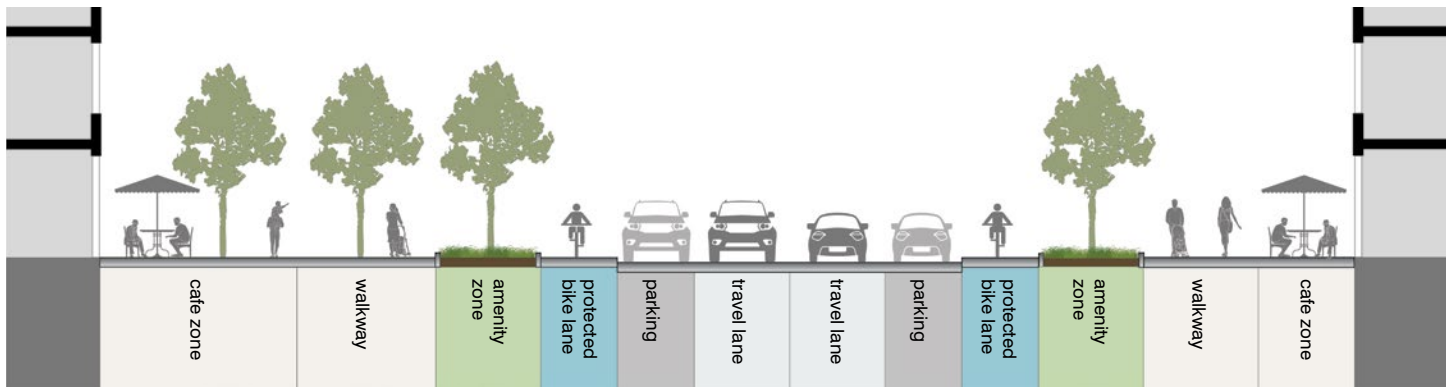 cafe zone
walkway
amenity
zone
protected
bike lane
parking
travel lane
travel lane
parking
protected
bike lane
amenity
zone
walkway
cafe zone